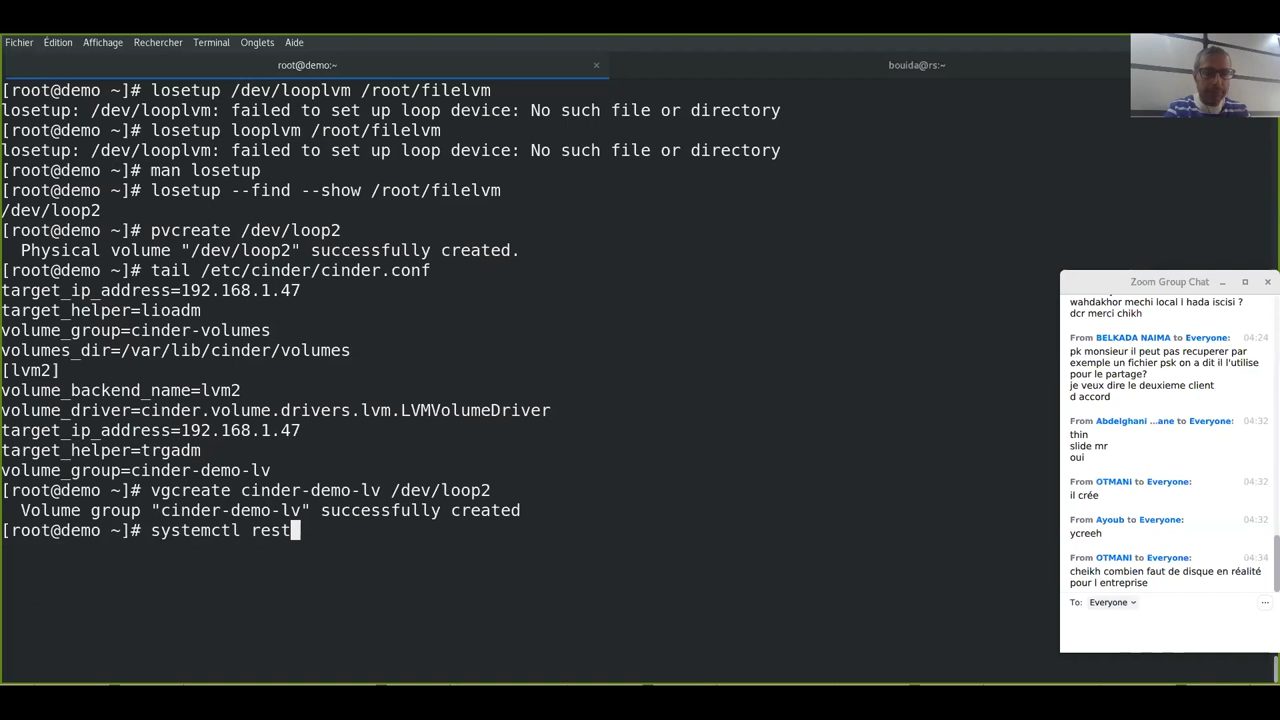 Fichier Édition Affichage Rechercher Terminal Onglets Aide
root@demo:~ × bouida@rs:~
[root@demo ~]# losetup /dev/looplvm /root/filelvm
losetup: /dev/looplvm: failed to set up loop device: No such file or directory
[root@demo ~]# losetup looplvm /root/filelvm
losetup: /dev/looplvm: failed to set up loop device: No such file or directory
[root@demo ~]# man losetup
[root@demo ~]# losetup --find --show /root/filelvm
/dev/loop2
[root@demo ~]# pvcreate /dev/loop2
Physical volume "/dev/loop2" successfully created.
[root@demo ~]# tail /etc/cinder/cinder.conf
target_ip_address=192.168.1.47
target_helper=lioadm
volume_group=cinder-volumes
volumes_dir=/var/lib/cinder/volumes
[lvm2]
volume_backend_name=lvm2
volume_driver=cinder.volume.drivers.lvm.LVMVolumeDriver
target_ip_address=192.168.1.47
target_helper=trgadm
volume_group=cinder-demo-lv
[root@demo ~]# vgcreate cinder-demo-lv /dev/loop2
Volume group "cinder-demo-lv" successfully created
[root@demo ~]# systemctl rest
Zoom Group Chat
wahdakhor mechi local l hada iscisi ?
dcr merci chikh
From BELKADA NAIMA to Everyone: 04:24
pk monsieur il peut pas recuperer par
exemple un fichier psk on a dit il l'utilise
pour le partage?
je veux dire le deuxieme client
d accord
From Abdelghani ...ane to Everyone: 04:32
thin
slide mr
oui
From OTMANi to Everyone: 04:32
il crée
From Ayoub to Everyone: 04:32
ycreeh
From OTMANI to Everyone: 04:34
cheikh combien faut de disque en réalité
pour l entreprise
To: Everyone